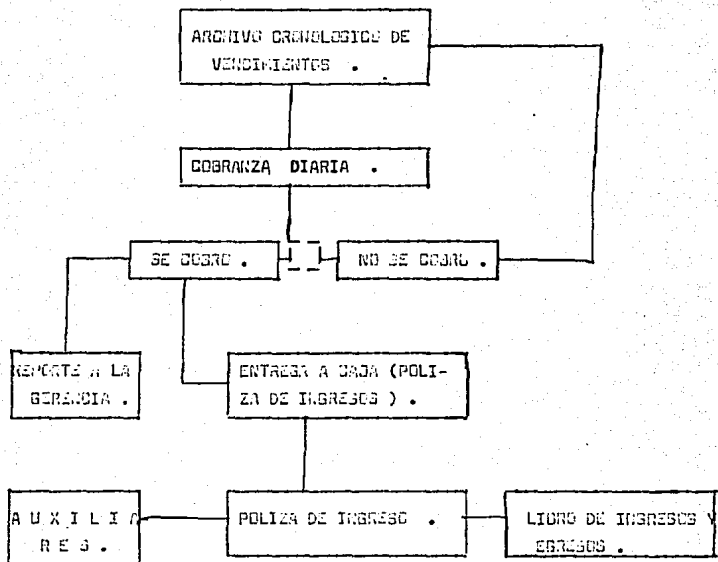 ARCHIVO CRONOLOGICO DE
VENCIMIENTOS .
COBRANZA DIARIA .
SE COBRO .
NO SE COBRO .
REPORTE A LA
GERENCIA .
ENTREGA A CAJA (POLI-
ZA DE INGRESOS ) .
A U X I L I A
R E S .
POLIZA DE INGRESO .
LIBRO DE INGRESOS Y
EGRESOS .